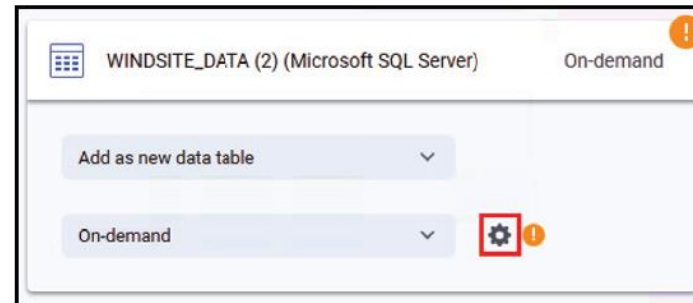 WINDSITE_DATA (2) (Microsoft SQL Server) On-demand
Add as new data table
On-demand